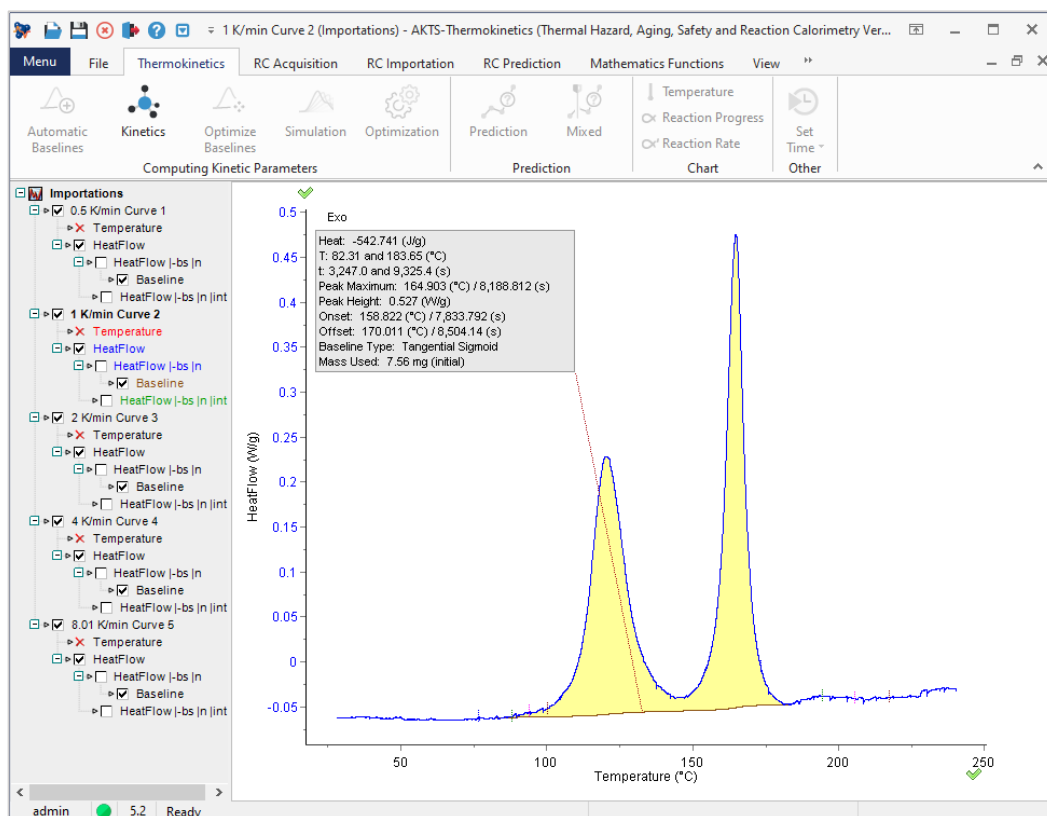 1 K/min Curve 2 (Importations) - AKTS-Thermokinetics (Thermal Hazard, Aging, Safety and Reaction Calorimetry Ver...
Menu File Thermokinetics RC Acquisition RC Importation RC Prediction Mathematics Functions View
Automatic Baselines
Kinetics
Optimize Baselines
Simulation
Optimization
Computing Kinetic Parameters
Prediction
Mixed
Prediction
Temperature
α Reaction Progress
α' Reaction Rate
Chart
Set Time
Other
Importations
0.5 K/min Curve 1
Temperature
HeatFlow
HeatFlow |-bs |n
Baseline
HeatFlow |-bs |n |int
1 K/min Curve 2
Temperature
HeatFlow
HeatFlow |-bs |n
Baseline
HeatFlow |-bs |n |int
2 K/min Curve 3
Temperature
HeatFlow
HeatFlow |-bs |n
Baseline
HeatFlow |-bs |n |int
4 K/min Curve 4
Temperature
HeatFlow
HeatFlow |-bs |n
Baseline
HeatFlow |-bs |n |int
8.01 K/min Curve 5
Temperature
HeatFlow
HeatFlow |-bs |n
Baseline
HeatFlow |-bs |n |int
Exo
Heat: -542.741 (J/g)
T: 82.31 and 183.65 (°C)
t: 3,247.0 and 9,325.4 (s)
Peak Maximum: 164.903 (°C) / 8,188.812 (s)
Peak Height: 0.527 (W/g)
Onset: 158.822 (°C) / 7,833.792 (s)
Offset: 170.011 (°C) / 8,504.14 (s)
Baseline Type: Tangential Sigmoid
Mass Used: 7.56 mg (initial)
HeatFlow (W/g)
0.5
0.45
0.4
0.35
0.3
0.25
0.2
0.15
0.1
0.05
0
-0.05
50 100 150 200 250
Temperature (°C)
admin 5.2 Ready